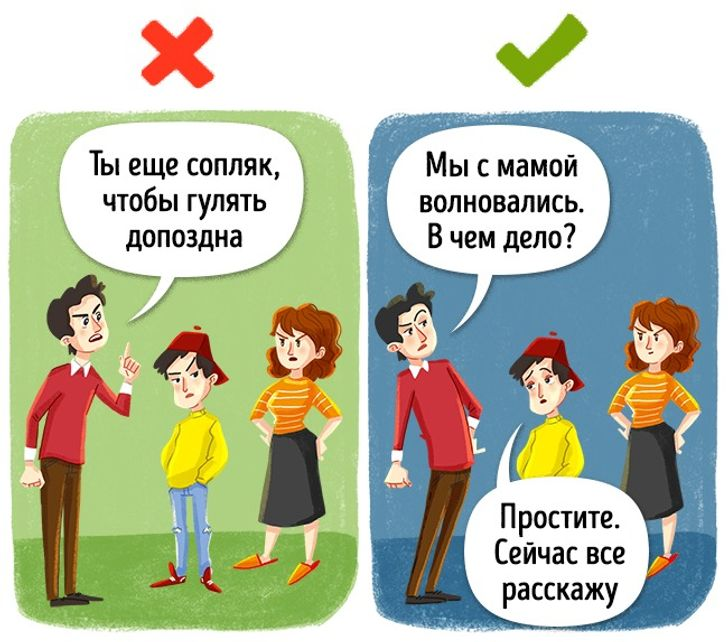 Ты еще сопляк,
чтобы гулять
допоздна
Мы с мамой
волновались.
В чем дело?
Простите.
Сейчас все
расскажу